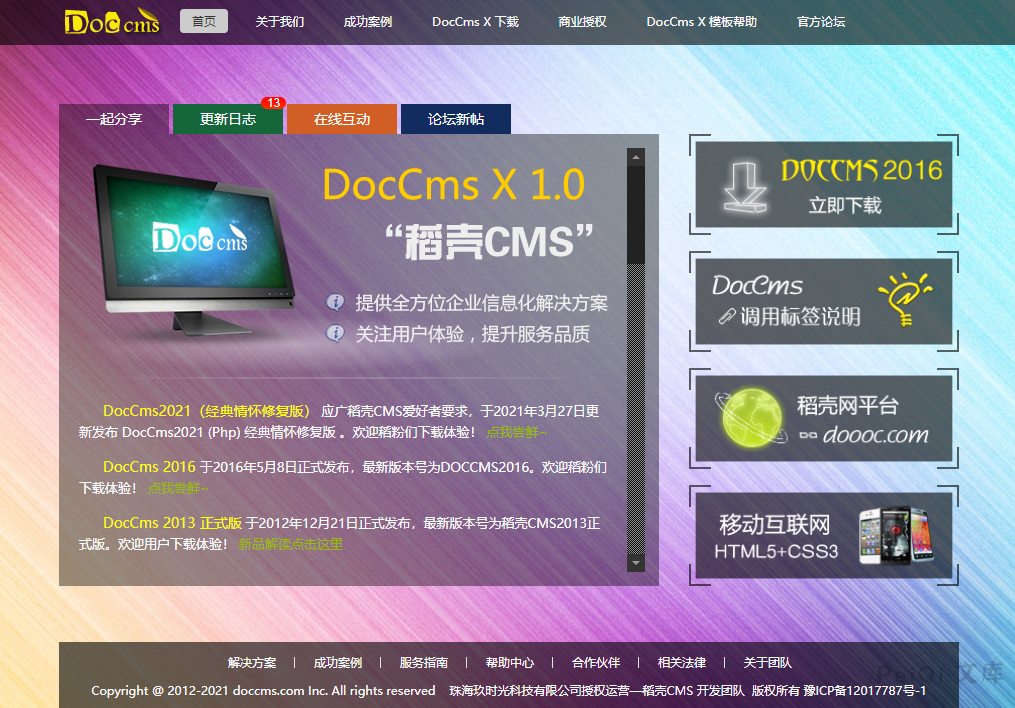 DocCms 首页 关于我们 成功案例 DocCms X 下载 商业授权 DocCms X 模板帮助 官方论坛
一起分享 更新日志 13 在线互动 论坛新帖
DocCms X 1.0
“稻壳CMS”
DocCms
提供全方位企业信息化解决方案
关注用户体验，提升服务品质
DocCms2021（经典情怀修复版） 应广稻壳CMS爱好者要求，于2021年3月27日更
新发布 DocCms2021 (Php) 经典情怀修复版 。欢迎稻粉们下载体验！ 点我尝鲜~
DocCms 2016 于2016年5月8日正式发布，最新版本号为DOCCMS2016。欢迎稻粉们
下载体验！ 点我尝鲜~
DocCms 2013 正式版 于2012年12月21日正式发布，最新版本号为稻壳CMS2013正
式版。欢迎用户下载体验！ 新品解读点击这里
DOCCMS 2016
立即下载
DocCms
调用标签说明
稻壳网平台
doooc.com
移动互联网
HTML5+CSS3
解决方案 | 成功案例 | 服务指南 | 帮助中心 | 合作伙伴 | 相关法律 | 关于团队
Copyright @ 2012-2021 doccms.com Inc. All rights reserved 珠海玖时光科技有限公司授权运营—稻壳CMS 开发团队 版权所有 豫ICP备12017787号-1
文库